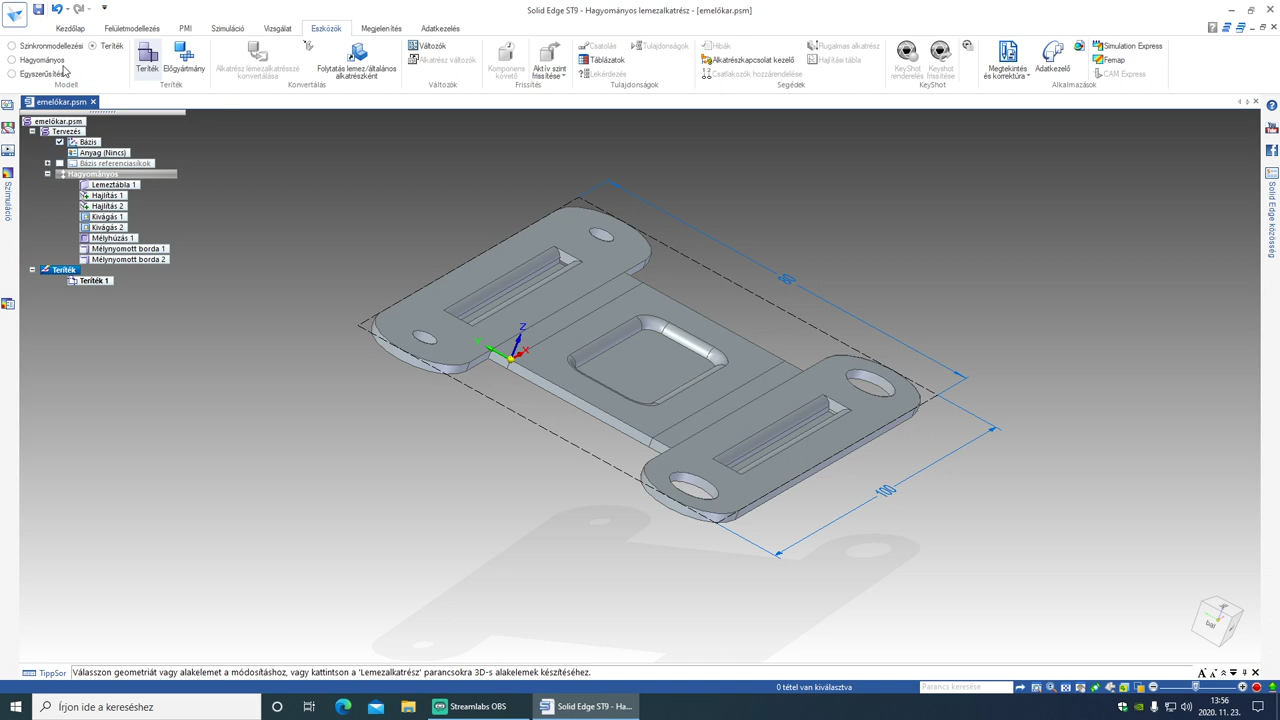 Solid Edge ST9 - Hagyományos lemezalkatrész - [emelőkar.psm]
Kezdőlap Felületmodellezés PMI Szimuláció Vizsgálat Eszközök Megjelenítés Adatkezelés
Szinkronmodellezési Teríték
Hagyományos
Egyszerűsítés
Modell
Teríték Előgyártmány
Teríték
Alkatrész lemezalkatrésszé konvertálása
Folytatás lemez/általános alkatrészként
Konvertálás
Változók
Alkatrész változók
Változók
Komponens követő
Aktív szint frissítése
Frissítés
Csatolás Tulajdonságok
Táblázatok
Lekérdezés
Tulajdonságok
Hibák
Alkatrészkapcsolat kezelő
Csatlakozók hozzárendelése
Rugalmas alkatrész
Hajlítási tábla
Segédek
KeyShot renderelés
Keyshot frissítése
KeyShot
Megtekintés és korrektúra
Adatkezelő
Simulation Express
Femap
CAM Express
Alkalmazások
emelőkar.psm
emelőkar.psm
Tervezés
Bázis
Anyag (Nincs)
Bázis referenciasíkok
Hagyományos
Lemeztábla 1
Hajlítás 1
Hajlítás 2
Kivágás 1
Kivágás 2
Mélyhúzás 1
Mélynyomott borda 1
Mélynyomott borda 2
Teríték
Teríték 1
Szimuláció
Solid Edge közösség
You Tube
Z
X
100
bal
TippSor
Válasszon geometriát vagy alakelemet a módosításhoz, vagy kattintson a 'Lemezalkatrész' parancsokra 3D-s alakelemek készítéséhez.
0 tétel van kiválasztva
Parancs keresése
Írjon ide a kereséshez
Streamlabs OBS
Solid Edge ST9 - Ha...
13:56
2020. 11. 23.